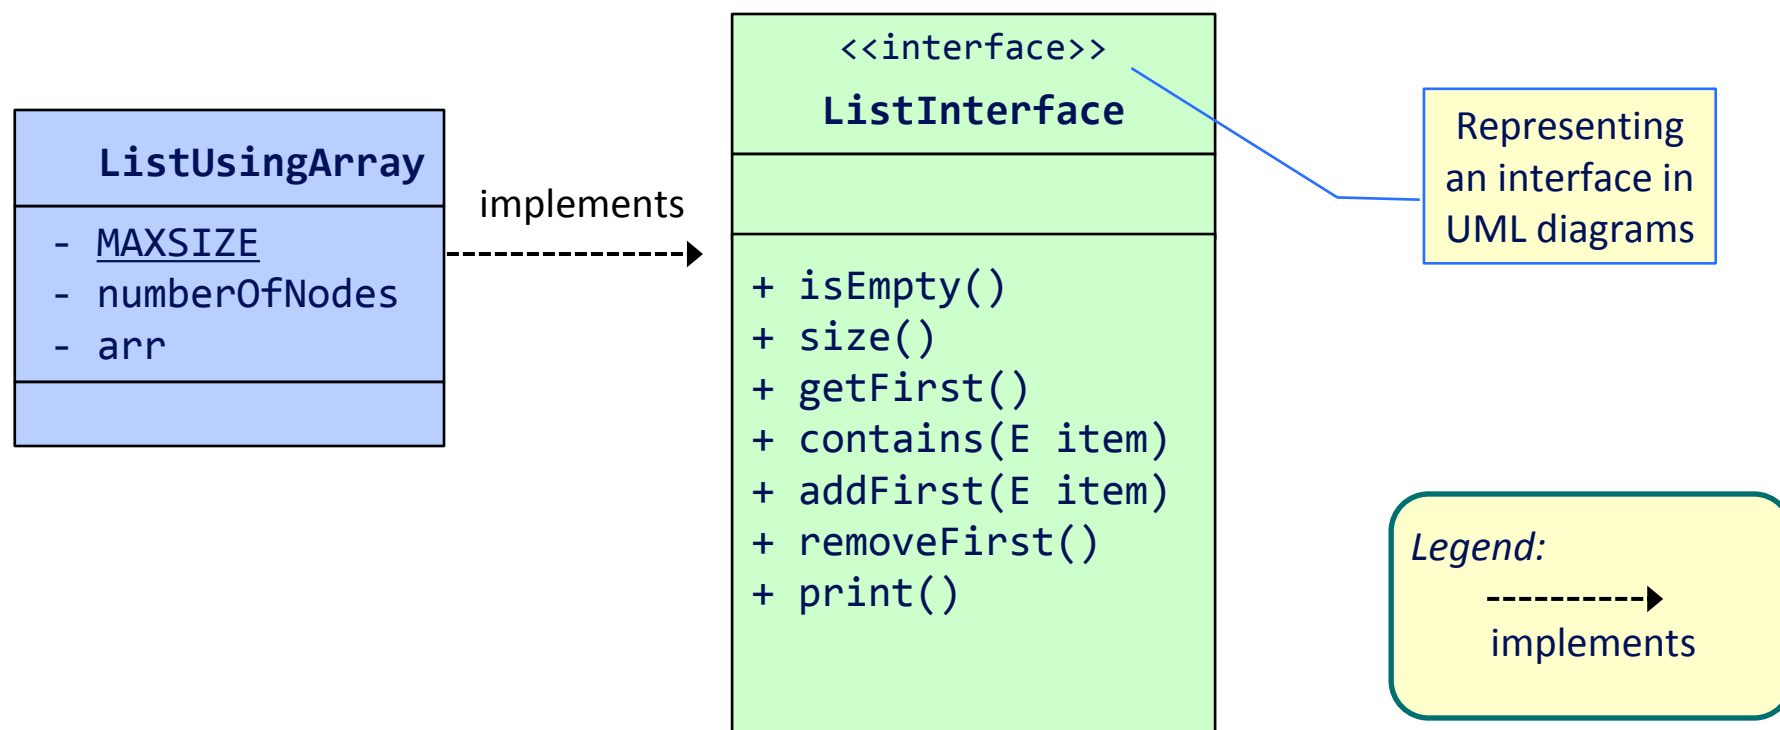 ListUsingArray
- MAXSIZE
- numberOfNodes
- arr
implements
<<interface>>
ListInterface
+ isEmpty()
+ size()
+ getFirst()
+ contains(E item)
+ addFirst(E item)
+ removeFirst()
+ print()
Representing
an interface in
UML diagrams
Legend:
implements